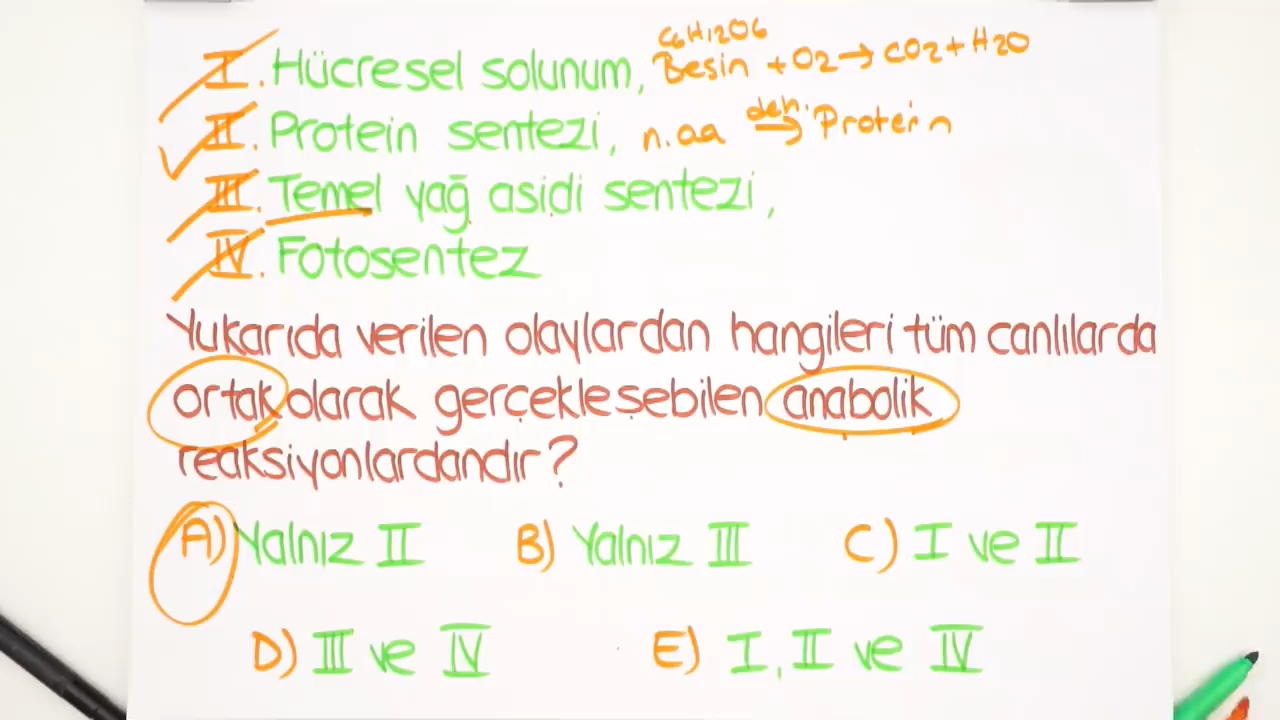 C6H12O6
I. Hücresel solunum, Besin + O2 → CO2 + H2O
deh.
II. Protein sentezi, n.aa → Protein
III. Temel yağ asidi sentezi,
IV. Fotosentez
Yukarıda verilen olaylardan hangileri tüm canlılarda
ortak olarak gerçekleşebilen anabolik
reaksiyonlardandır?
A) Yalnız II B) Yalnız III C) I ve II
D) III ve IV E) I, II ve IV